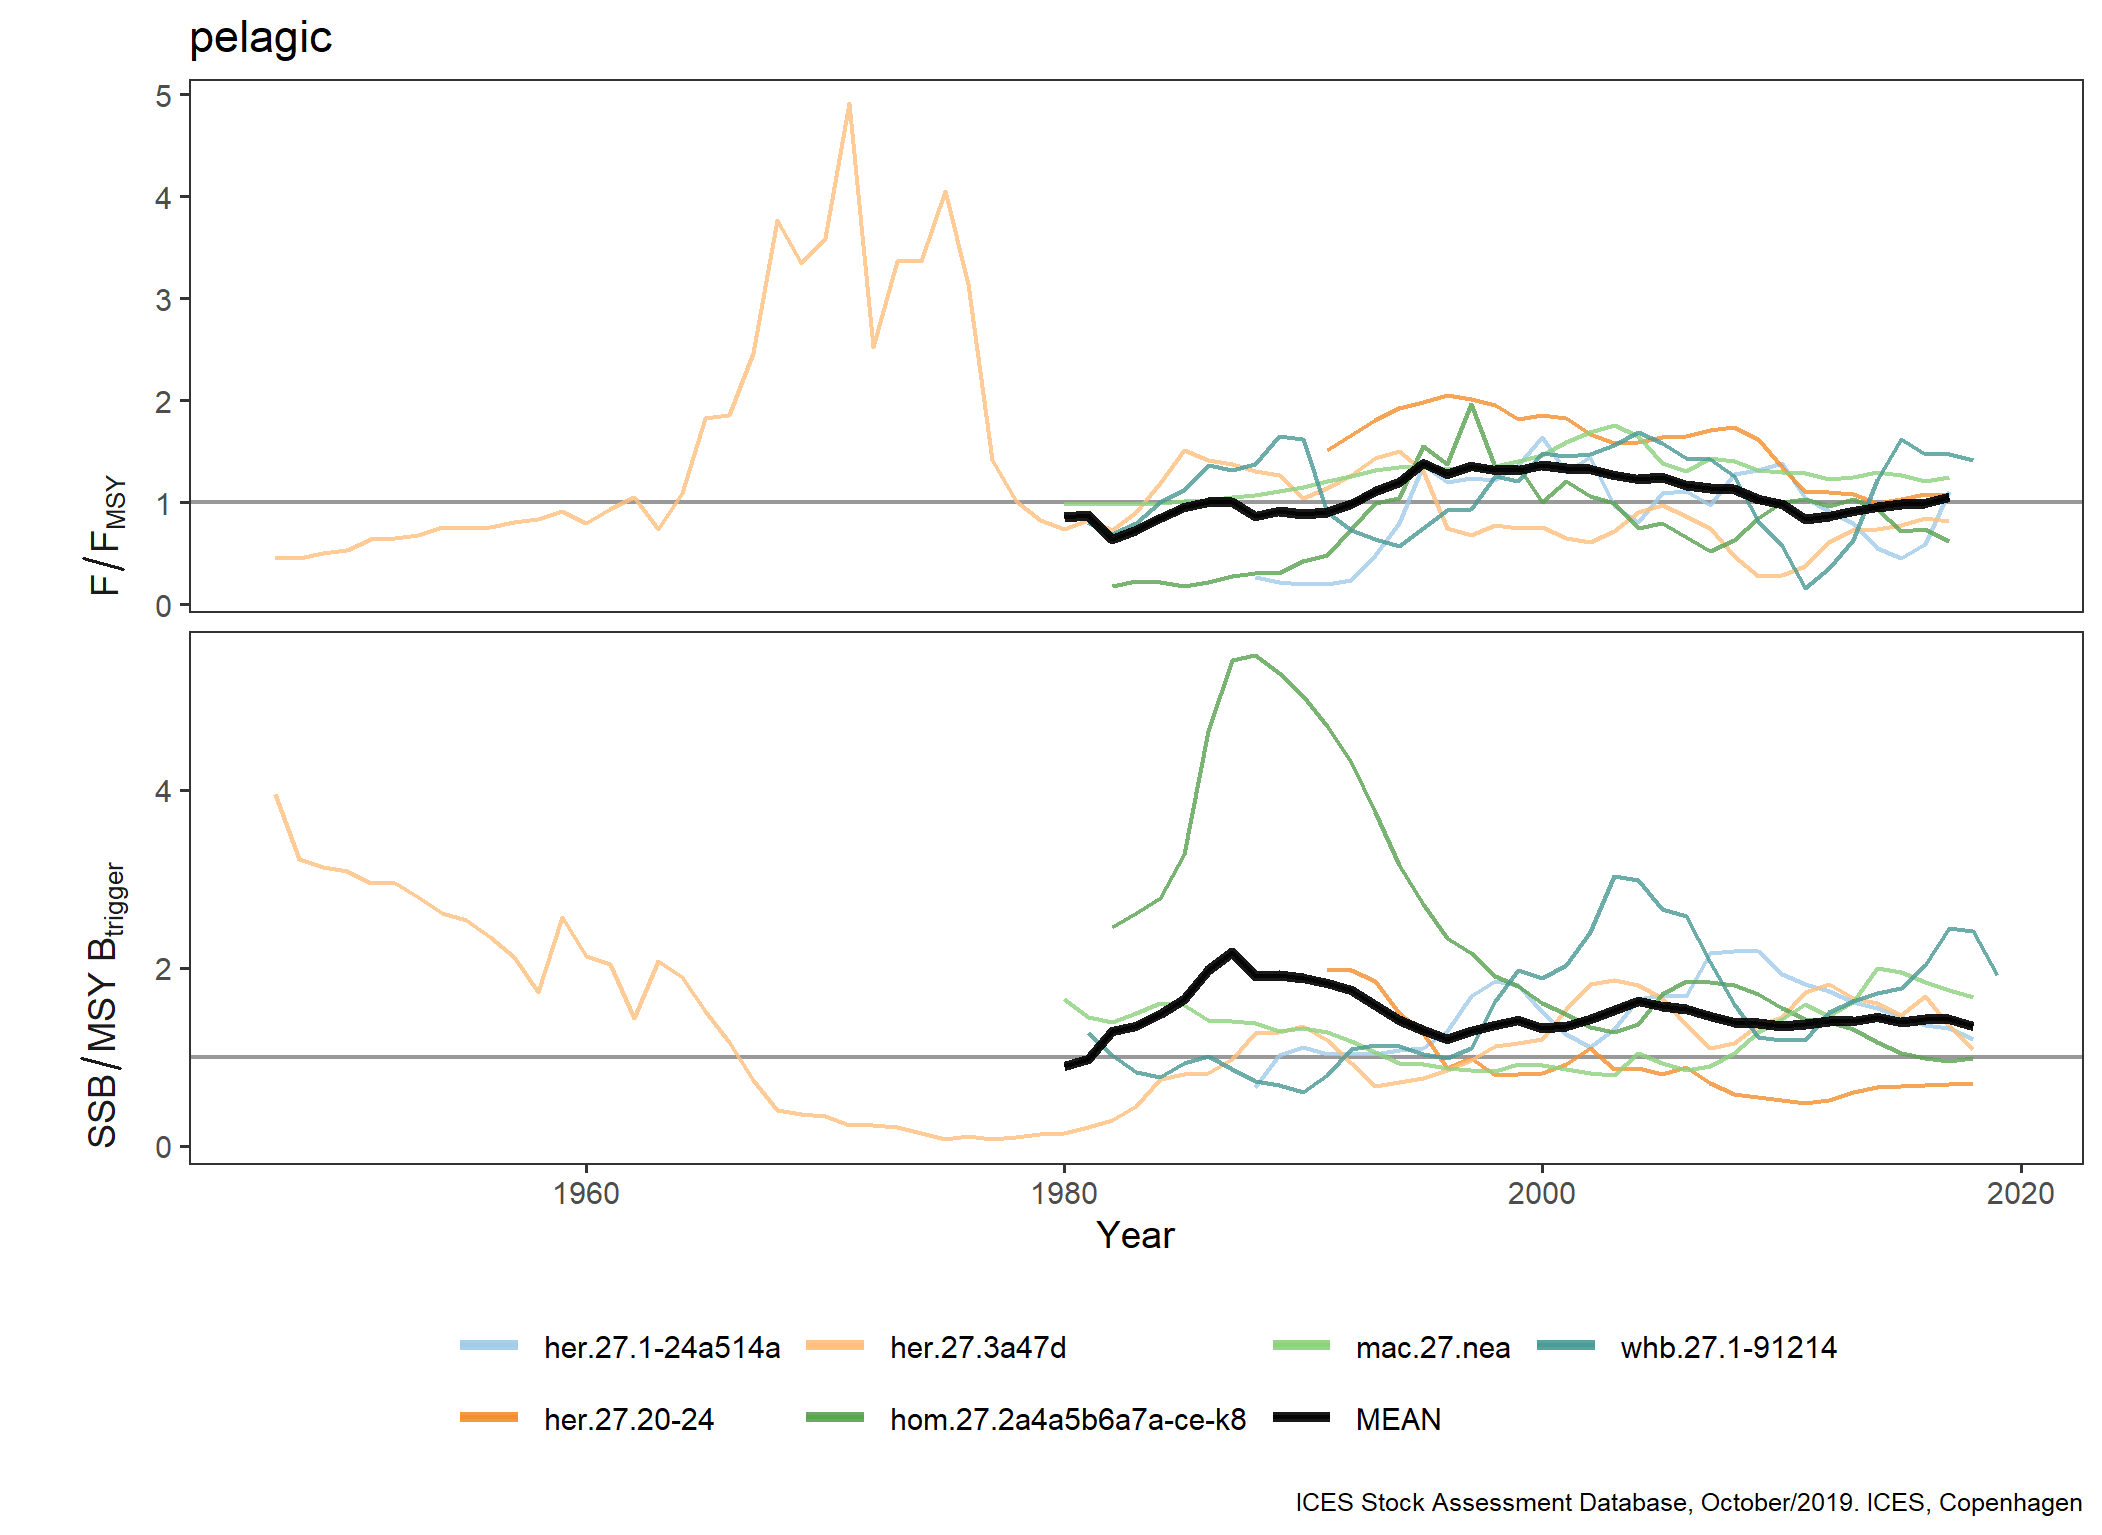 pelagic
5
4
3
2
1
0
F / FMSY
4
2
0
SSB / MSY Btrigger
1960 1980 2000 2020
Year
her.27.1-24a514a her.27.3a47d mac.27.nea whb.27.1-91214
her.27.20-24 hom.27.2a4a5b6a7a-ce-k8 MEAN
ICES Stock Assessment Database, October/2019. ICES, Copenhagen